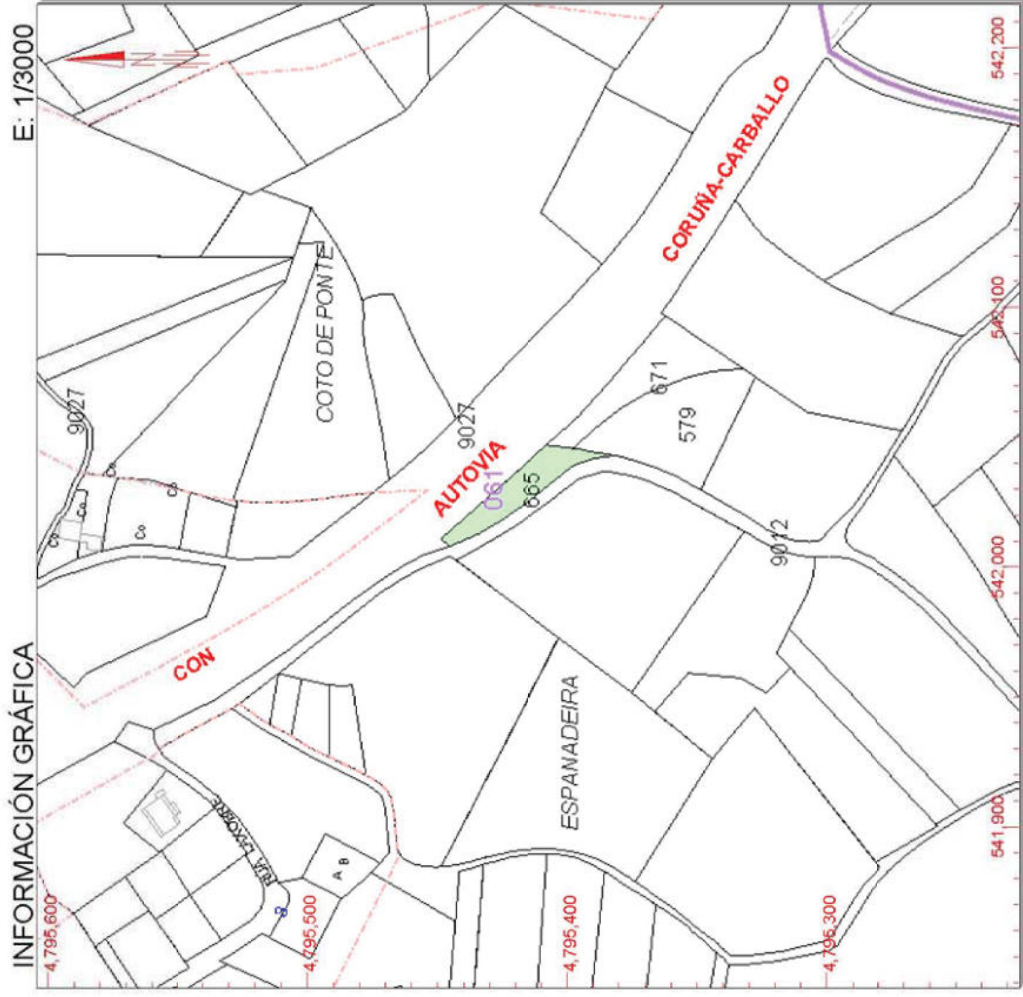 INFORMACIÓN GRÁFICA E: 1/3000
4,795,600
N
9027
Co
Co
Co
Co
Co
CON
RUA LAXOBRE
8
A
B
4,795,500
COTO DE PONTE
9027
AUTOVIA
061
665
4,795,400
ESPANADEIRA
671
579
CORUÑA-CARBALLO
9012
4,795,300
541,900
542,000
542,100
542,200